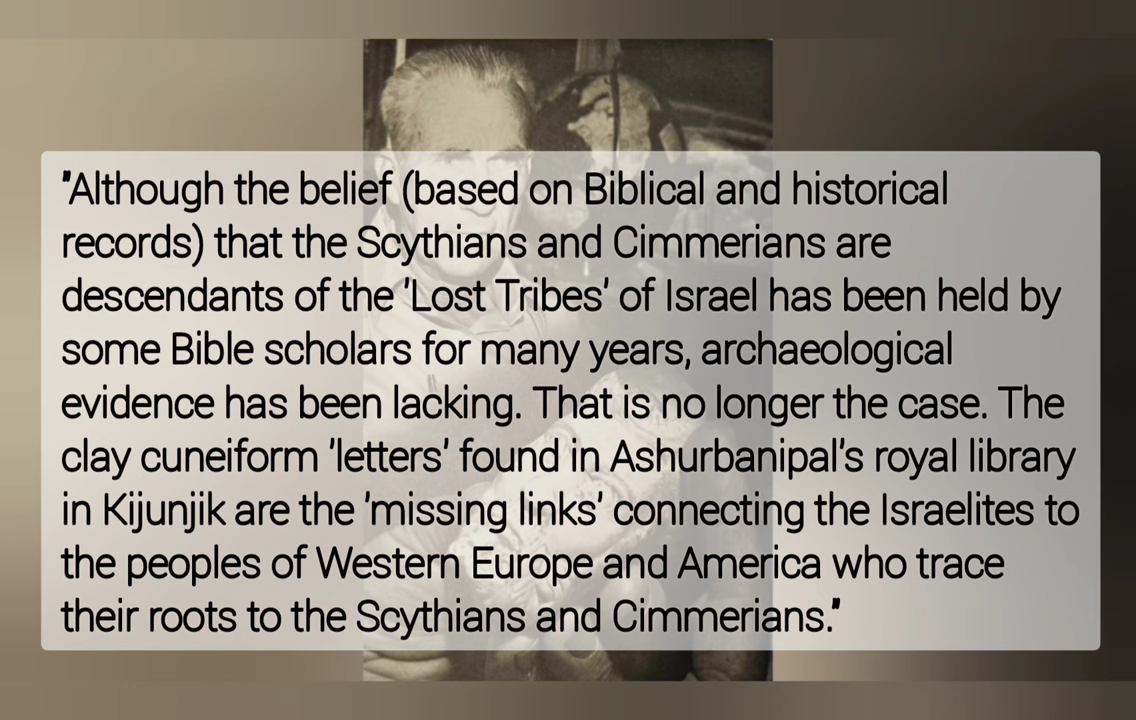 "Although the belief (based on Biblical and historical
records) that the Scythians and Cimmerians are
descendants of the 'Lost Tribes' of Israel has been held by
some Bible scholars for many years, archaeological
evidence has been lacking. That is no longer the case. The
clay cuneiform 'letters' found in Ashurbanipal's royal library
in Kijunjik are the 'missing links' connecting the Israelites to
the peoples of Western Europe and America who trace
their roots to the Scythians and Cimmerians."